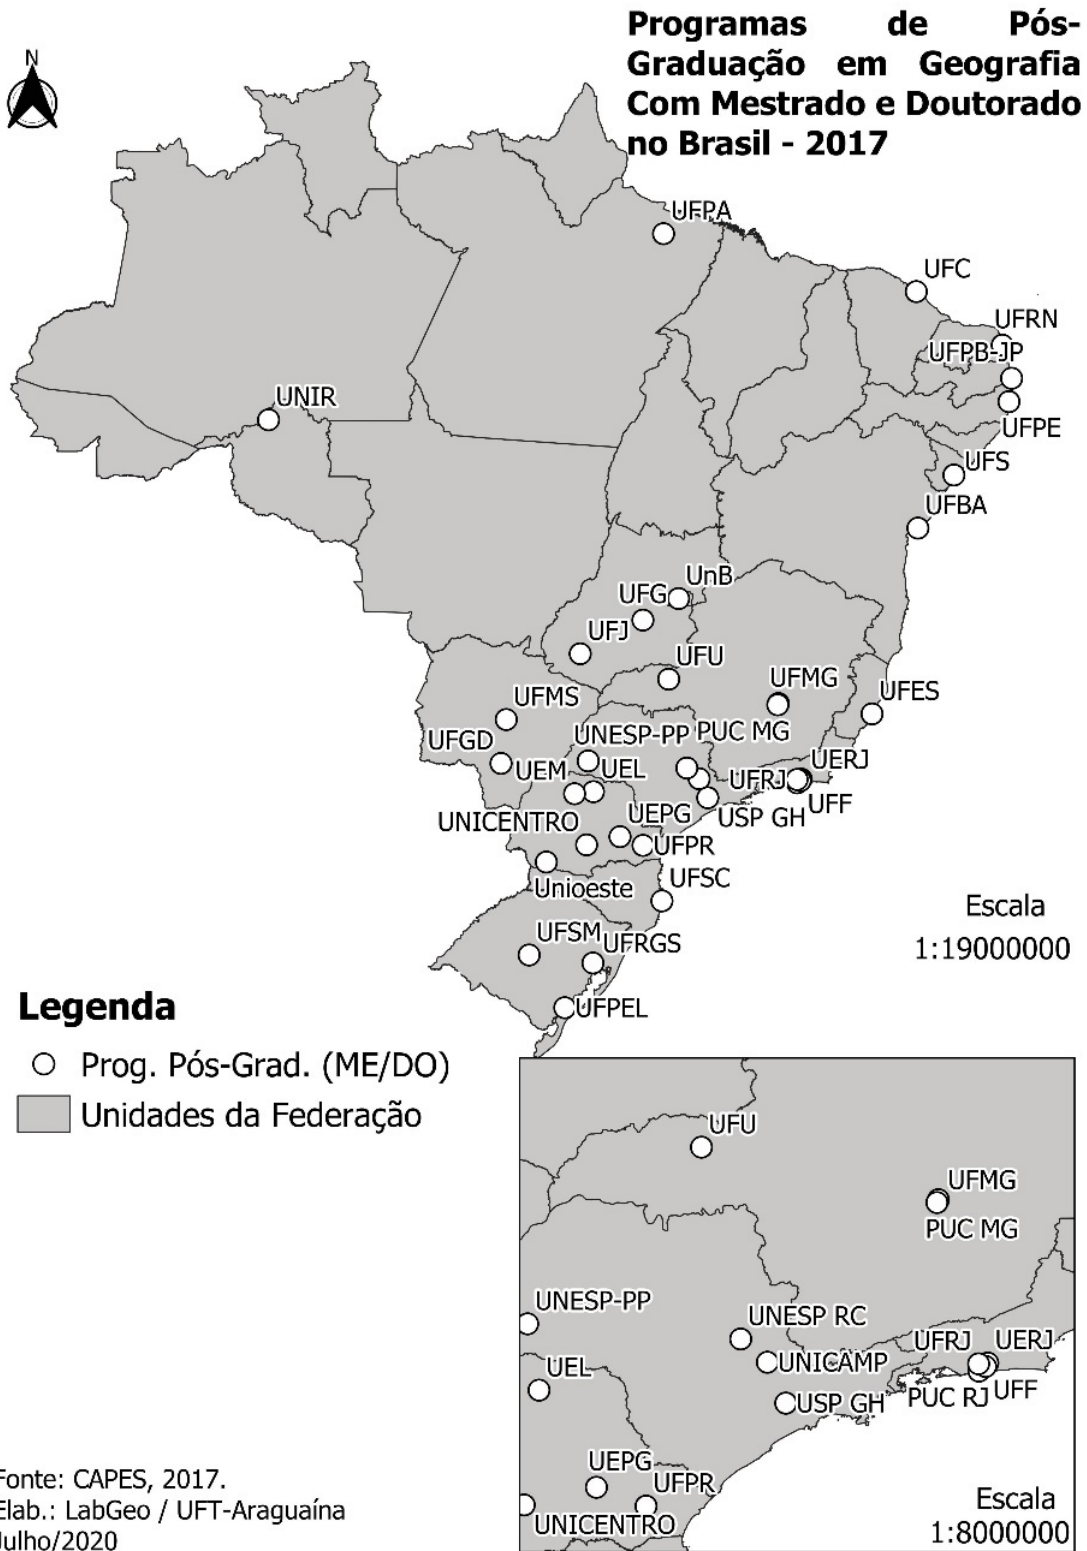 Programas de Pós-
Graduação em Geografia
Com Mestrado e Doutorado
no Brasil - 2017
N
UFPA
UFC
UFRN
UFPB-JP
UNIR
UFPE
UFS
UFBA
UnB
UFG
UFJ
UFU
UFMG
UFES
UFMS
UNESP-PP PUC MG
UFGD
UERJ
UEM UEL
UFRJ
UFF
USP GH
UNICENTRO
UEPG
UFPR
UFSC
Unioeste
Escala
1:19000000
UFSM
UFRGS
UFPEL
Legenda
Prog. Pós-Grad. (ME/DO)
Unidades da Federação
UFU
UFMG
PUC MG
UNESP-PP
UNESP RC
UFRJ UERJ
UNICAMP
UEL
PUC RJ UFF
USP GH
UEPG
UFPR
UNICENTRO
Escala
1:8000000
Fonte: CAPES, 2017.
Elab.: LabGeo / UFT-Araguaína
Julho/2020